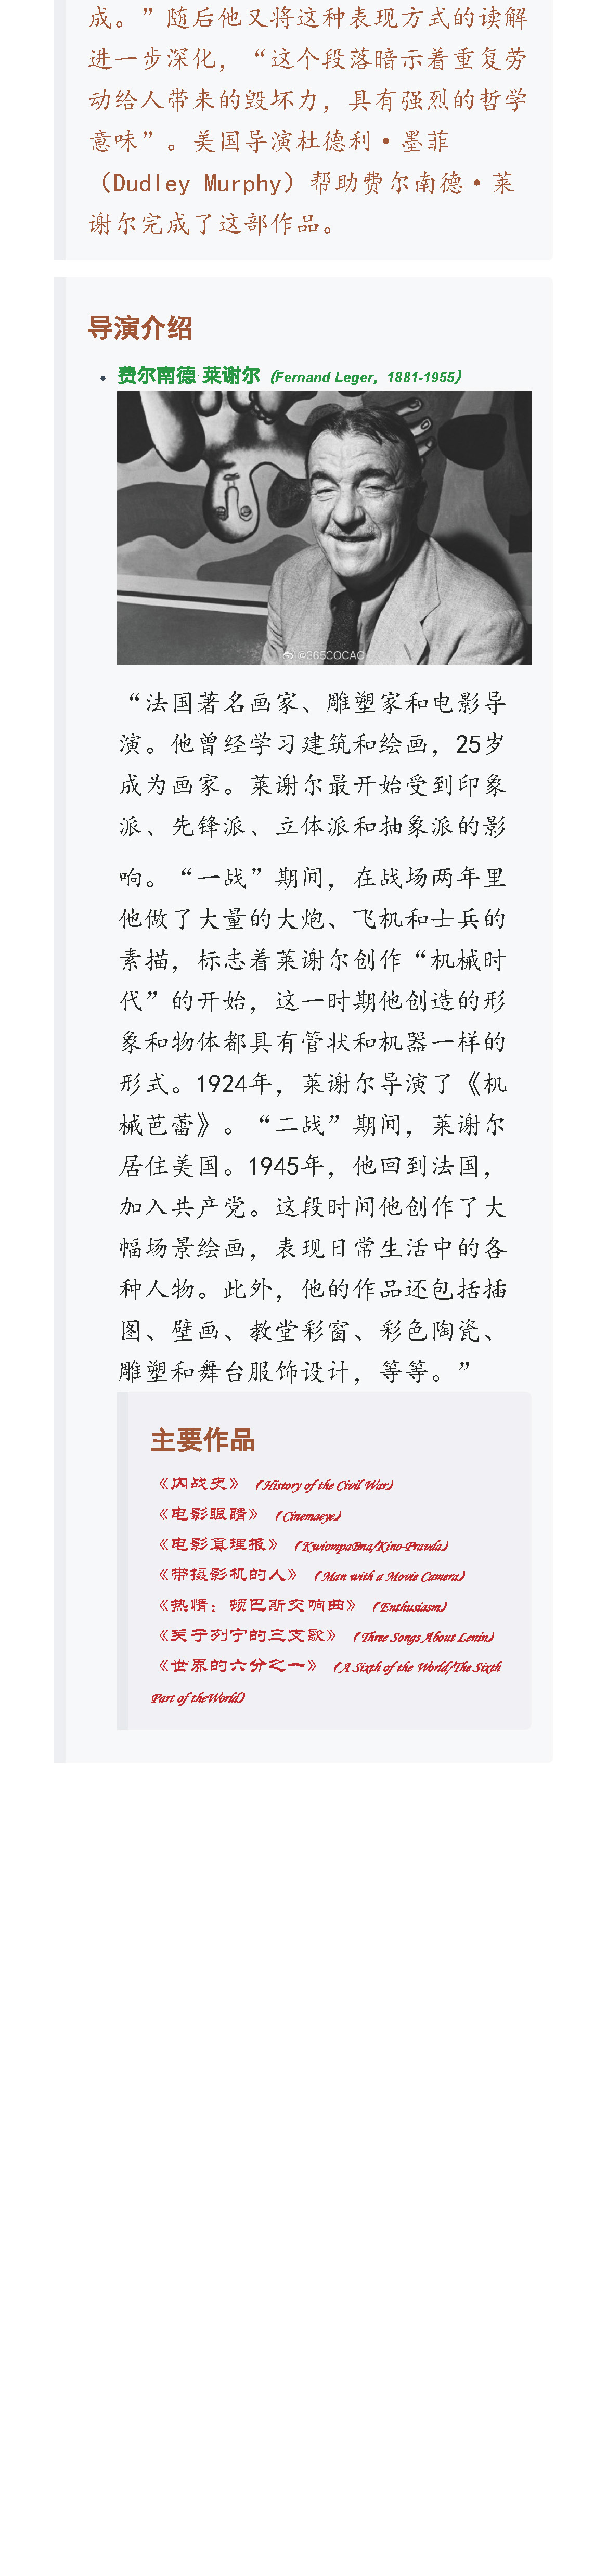 成。”随后他又将这种表现方式的读解
进一步深化，“这个段落暗示着重复劳
动给人带来的毁坏力，具有强烈的哲学
意味”。美国导演杜德利·墨菲
（Dudley Murphy）帮助费尔南德·莱
谢尔完成了这部作品。
导演介绍
• 费尔南德·莱谢尔（Fernand Leger，1881-1955）
@365COCAO
“法国著名画家、雕塑家和电影导
演。他曾经学习建筑和绘画，25岁
成为画家。莱谢尔最开始受到印象
派、先锋派、立体派和抽象派的影
响。“一战”期间，在战场两年里
他做了大量的大炮、飞机和士兵的
素描，标志着莱谢尔创作“机械时
代”的开始，这一时期他创造的形
象和物体都具有管状和机器一样的
形式。1924年，莱谢尔导演了《机
械芭蕾》。“二战”期间，莱谢尔
居住美国。1945年，他回到法国，
加入共产党。这段时间他创作了大
幅场景绘画，表现日常生活中的各
种人物。此外，他的作品还包括插
图、壁画、教堂彩窗、彩色陶瓷、
雕塑和舞台服饰设计，等等。”
主要作品
《内战史》（History of the Civil War）
《电影眼睛》（Cinemaeye）
《电影真理报》（KwiompaBna/Kino-Pravda）
《带摄影机的人》（Man with a Movie Camera）
《热情：顿巴斯交响曲》（Enthusiasm）
《关于列宁的三支歌》（Three Songs About Lenin）
《世界的六分之一》（A Sixth of the World/The Sixth
Part of theWorld）